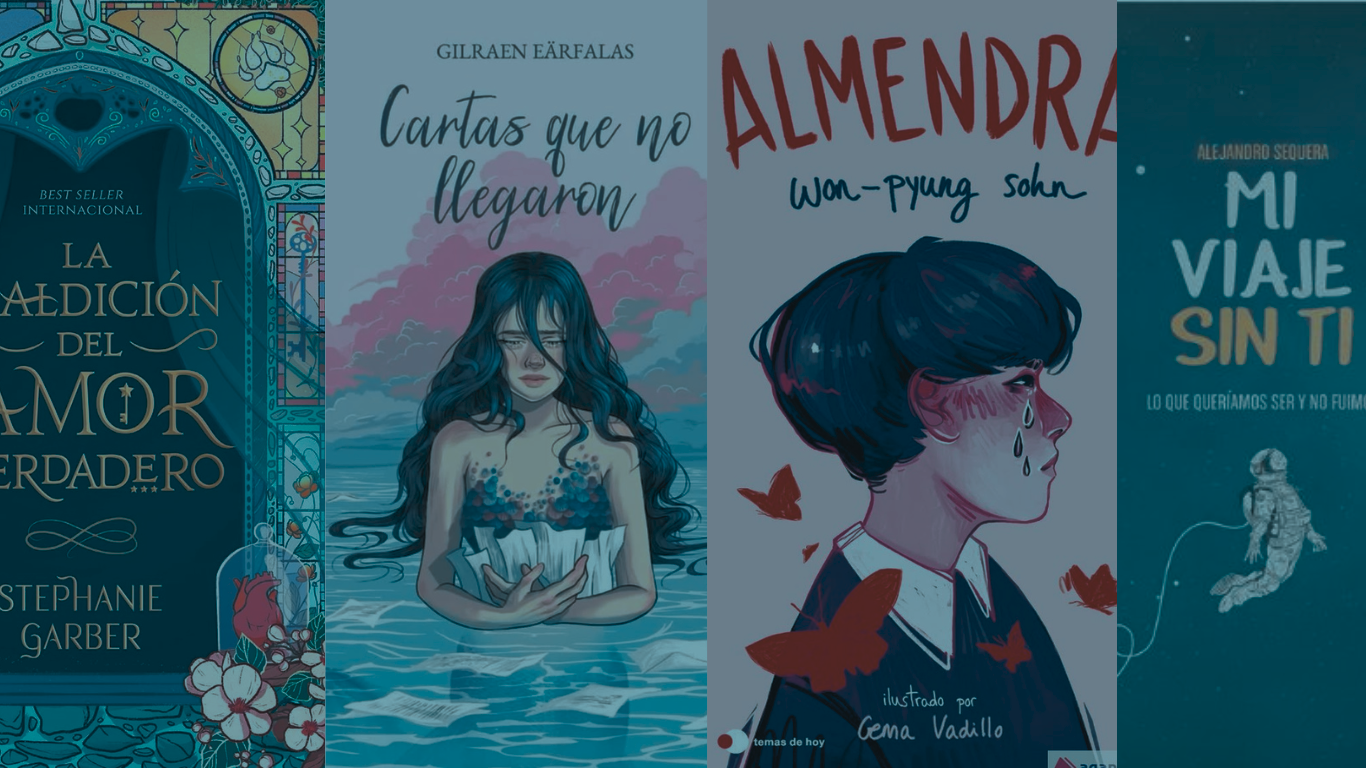 BEST SELLER
INTERNACIONAL
LA
ALDICIÓN
DEL
AMOR
ERDADERO
STEPHANIE
GARBER
GILRAEN EÄRFALAS
Cartas que no
llegaron
ALMENDRA
won-pyung sohn
ilustrado por
Gema Vadillo
temas de hoy
ALEJANDRO SEQUERA
MI
VIAJE
SIN TI
LO QUE QUERÍAMOS SER Y NO FUIMO